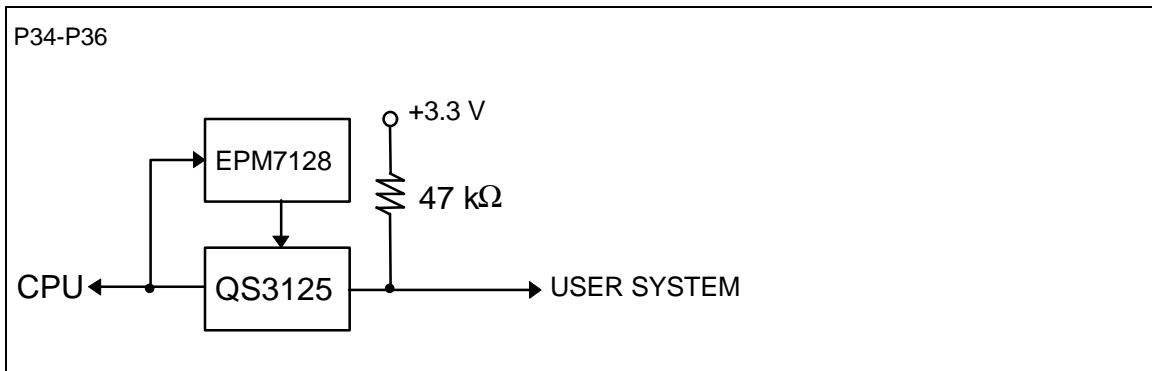 P34-P36
+3.3 V
EPM7128
47 kΩ
CPU
QS3125
USER SYSTEM